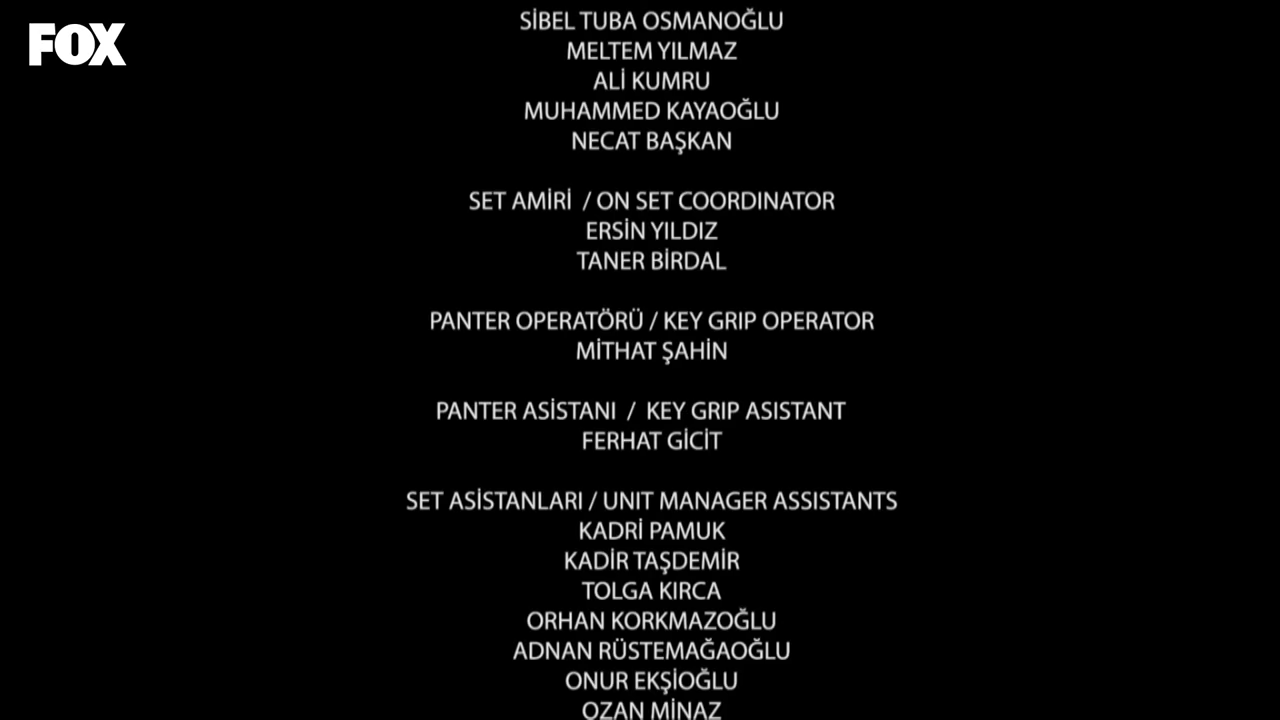 FOX
SİBEL TUBA OSMANOĞLU
MELTEM YILMAZ
ALİ KUMRU
MUHAMMED KAYAOĞLU
NECAT BAŞKAN
SET AMİRİ / ON SET COORDINATOR
ERSİN YILDIZ
TANER BİRDAL
PANTER OPERATÖRÜ / KEY GRIP OPERATOR
MİTHAT ŞAHİN
PANTER ASİSTANI / KEY GRIP ASISTANT
FERHAT GİCİT
SET ASİSTANLARI / UNIT MANAGER ASSISTANTS
KADRİ PAMUK
KADİR TAŞDEMİR
TOLGA KIRCA
ORHAN KORKMAZOĞLU
ADNAN RÜSTEMAĞAOĞLU
ONUR EKŞİOĞLU
OZAN MİNAZ